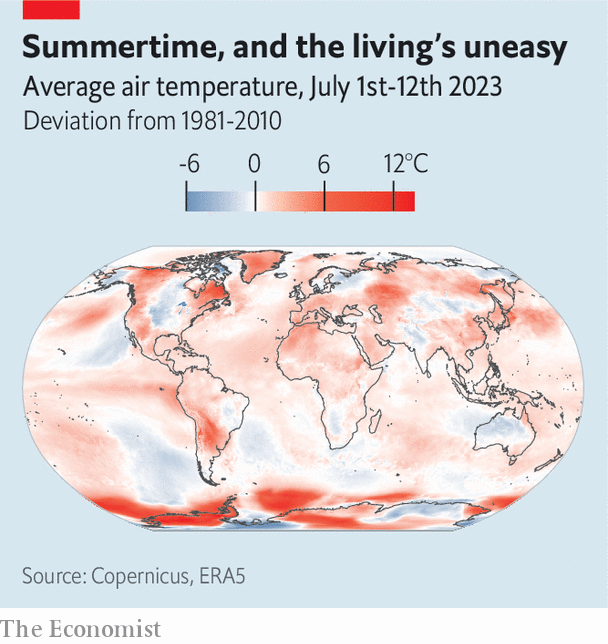 Summertime, and the living's uneasy
Average air temperature, July 1st-12th 2023
Deviation from 1981-2010
-6 0 6 12°C
Source: Copernicus, ERA5
The Economist